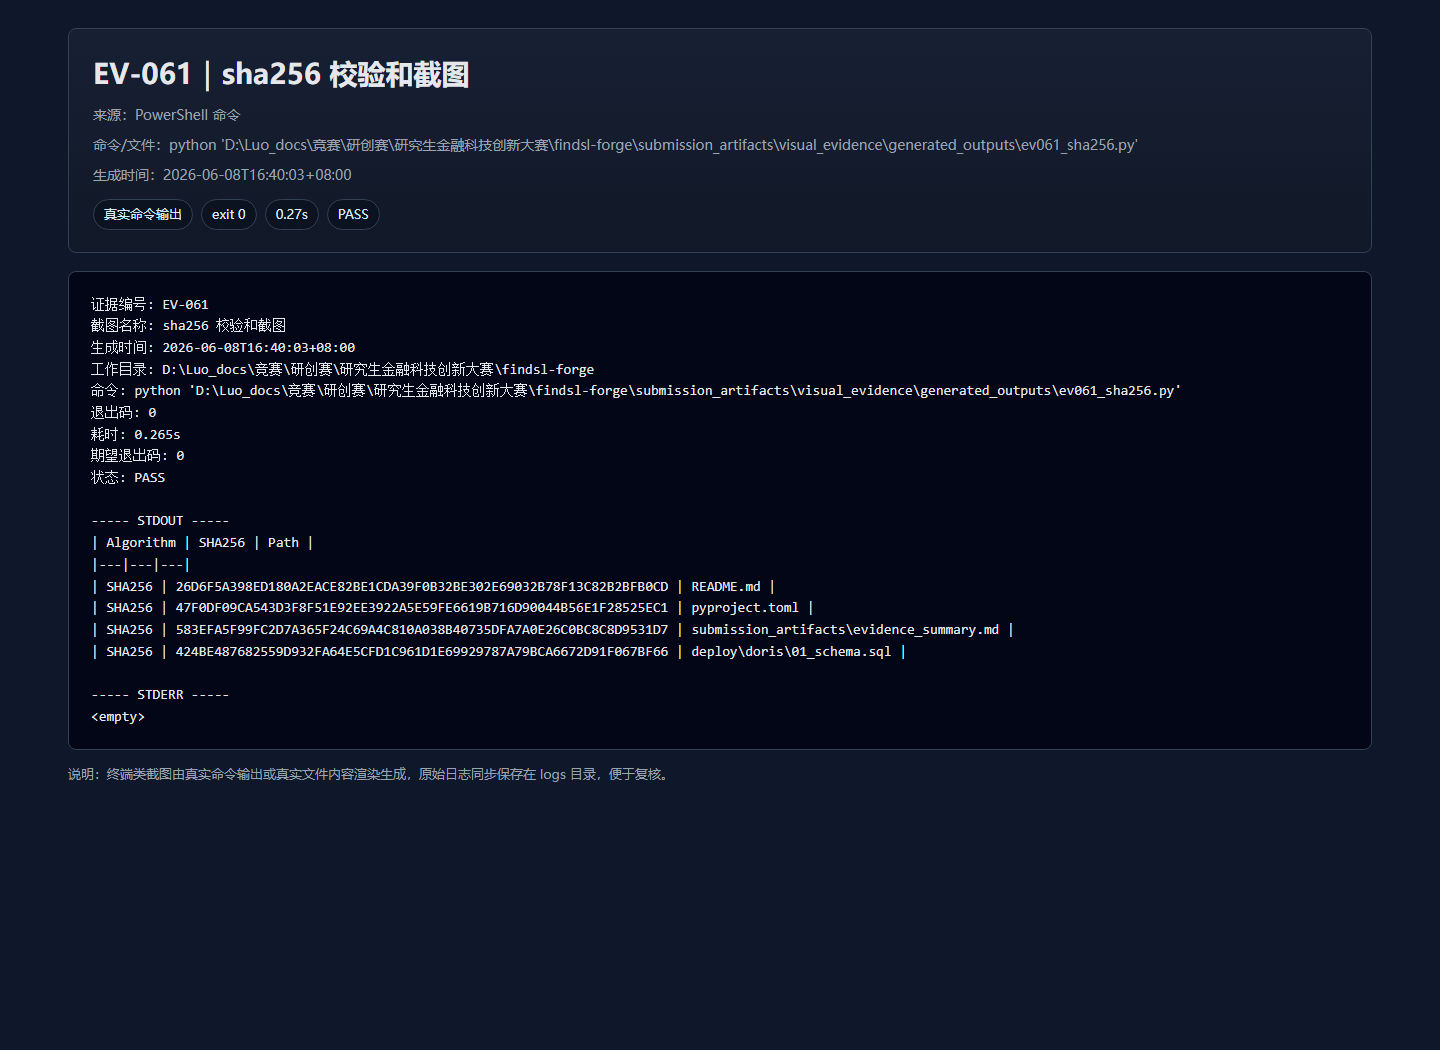 EV-061 | sha256 校验和截图
来源：PowerShell 命令
命令/文件：python 'D:\Luo_docs\竞赛\研创赛\研究生金融科技创新大赛\findsl-forge\submission_artifacts\visual_evidence\generated_outputs\ev061_sha256.py'
生成时间：2026-06-08T16:40:03+08:00
真实命令输出 exit 0 0.27s PASS
证据编号: EV-061
截图名称: sha256 校验和截图
生成时间: 2026-06-08T16:40:03+08:00
工作目录: D:\Luo_docs\竞赛\研创赛\研究生金融科技创新大赛\findsl-forge
命令: python 'D:\Luo_docs\竞赛\研创赛\研究生金融科技创新大赛\findsl-forge\submission_artifacts\visual_evidence\generated_outputs\ev061_sha256.py'
退出码: 0
耗时: 0.265s
期望退出码: 0
状态: PASS
----- STDOUT -----
| Algorithm | SHA256 | Path |
|---|---|---|
| SHA256 | 26D6F5A398ED180A2EACE82BE1CDA39F0B32BE302E69032B78F13C82B2BFB0CD | README.md |
| SHA256 | 47F0DF09CA543D3F8F51E92EE3922A5E59FE6619B716D90044B56E1F28525EC1 | pyproject.toml |
| SHA256 | 583EFA5F99FC2D7A365F24C69A4C810A038B40735DFA7A0E26C0BC8C8D9531D7 | submission_artifacts\evidence_summary.md |
| SHA256 | 424BE487682559D932FA64E5CFD1C961D1E69929787A79BCA6672D91F067BF66 | deploy\doris\01_schema.sql |
----- STDERR -----
<empty>
说明：终端类截图由真实命令输出或真实文件内容渲染生成，原始日志同步保存在 logs 目录，便于复核。